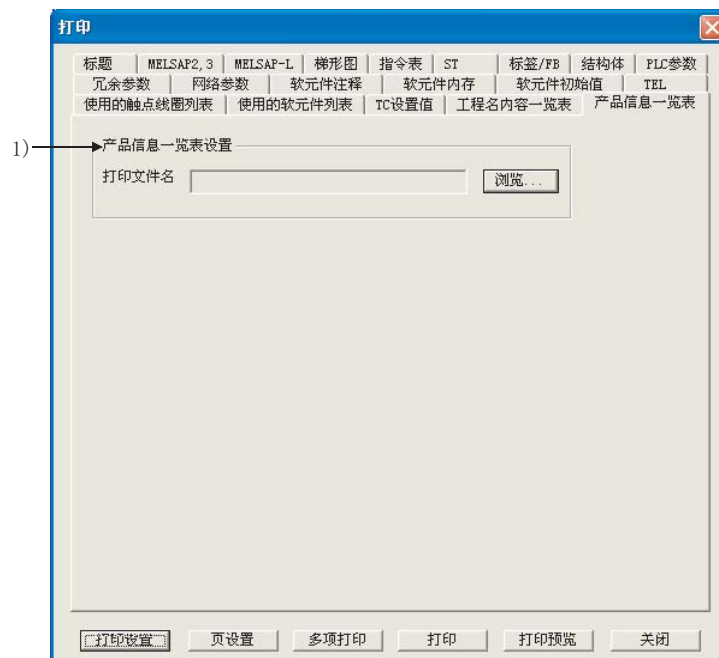 打印
标题 MELSAP2,3 MELSAP-L 梯形图 指令表 ST 标签/FB 结构体 PLC参数
冗余参数 网络参数 软元件注释 软元件内存 软元件初始值 TEL
使用的触点线圈列表 使用的软元件列表 TC设置值 工程名内容一览表 产品信息一览表
1) 产品信息一览表设置
打印文件名 浏览...
打印设置 页设置 多项打印 打印 打印预览 关闭